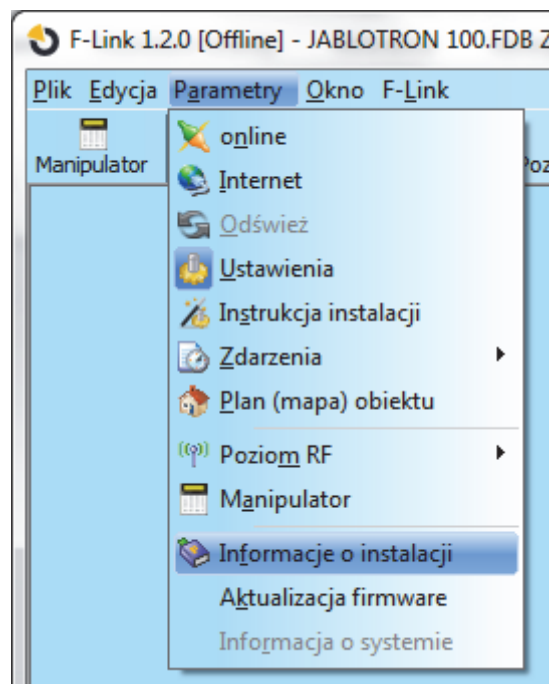 F-Link 1.2.0 [Offline] - JABLOTRON 100.FDB Z
Plik Edycja Parametry Okno F-Link
Manipulator
online
Internet
Odśwież
Ustawienia
Instrukcja instalacji
Zdarzenia
Plan (mapa) obiektu
Poziom RF
Manipulator
Informacje o instalacji
Aktualizacja firmware
Informacja o systemie